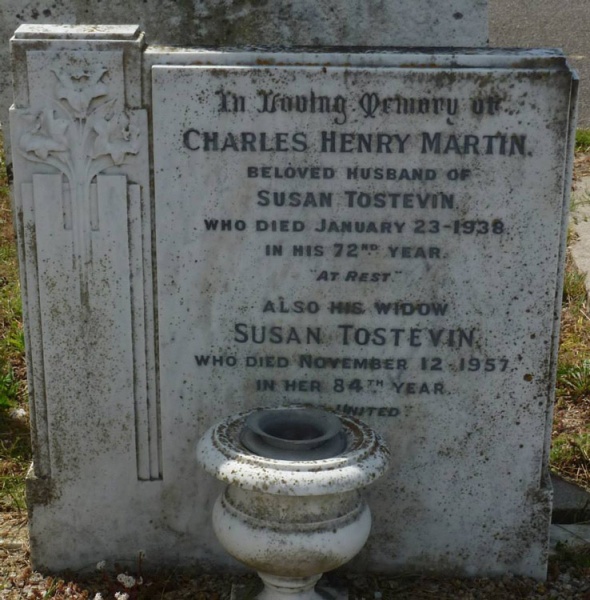 In Loving Memory of
CHARLES HENRY MARTIN.
BELOVED HUSBAND OF
SUSAN TOSTEVIN
WHO DIED JANUARY 23-1938
IN HIS 72ND YEAR.
"AT REST"
ALSO HIS WIDOW
SUSAN TOSTEVIN.
WHO DIED NOVEMBER 12-1957.
IN HER 84TH YEAR
UNITED"